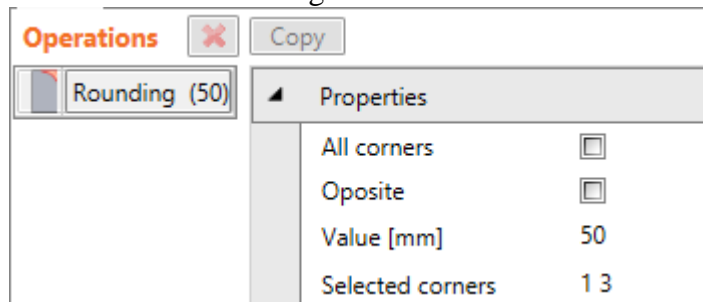 Operations Copy
Rounding (50)
Properties
All corners
Oposite
Value [mm] 50
Selected corners 1 3